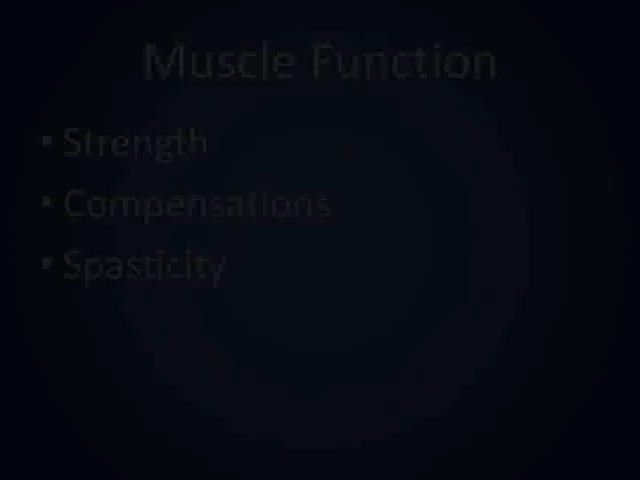 Muscle Function
• Strength
• Compensations
• Spasticity